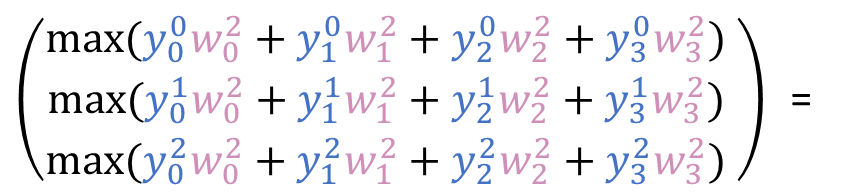 max(y_0^0 w_0^2 + y_1^0 w_1^2 + y_2^0 w_2^2 + y_3^0 w_3^2)
max(y_0^1 w_0^2 + y_1^1 w_1^2 + y_2^1 w_2^2 + y_3^1 w_3^2) =
max(y_0^2 w_0^2 + y_1^2 w_1^2 + y_2^2 w_2^2 + y_3^2 w_3^2)